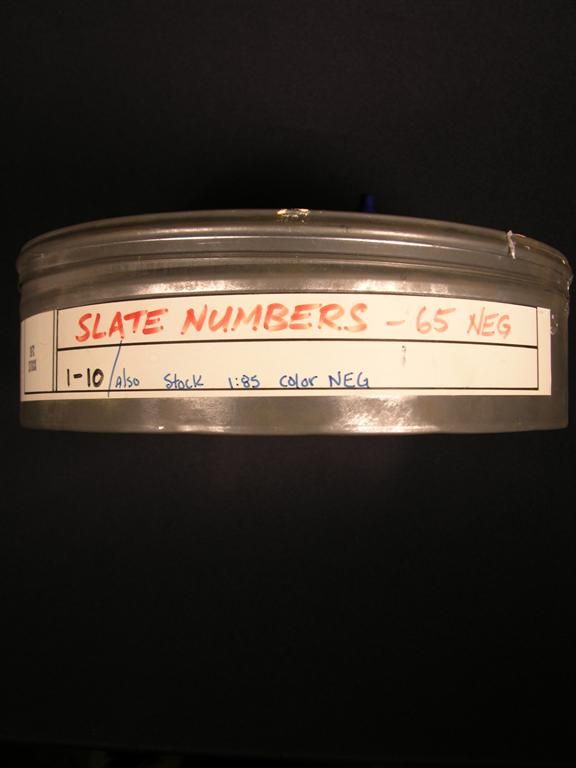 SLATE NUMBERS - 65 NEG
1-10 / Also Stock 1:85 color NEG